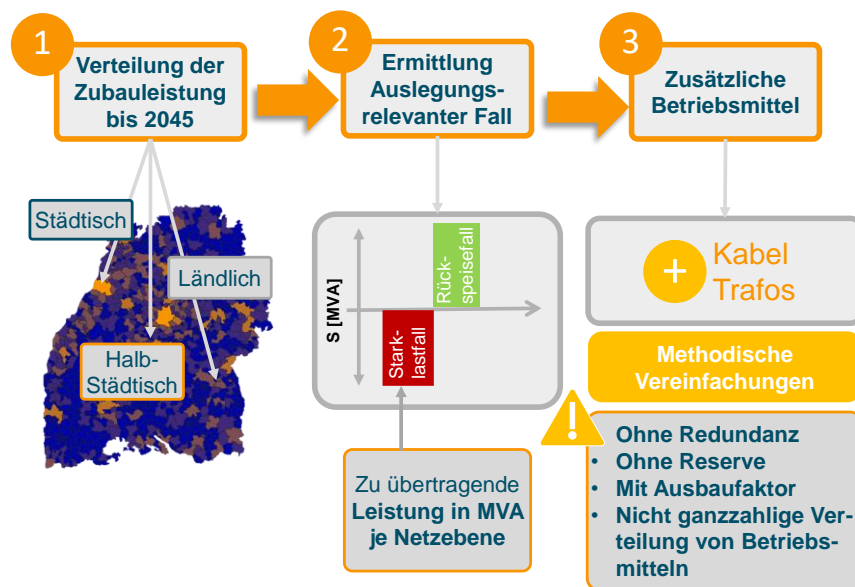 1
Verteilung der
Zubauleistung
bis 2045
2
Ermittlung
Auslegungs-
relevanter Fall
3
Zusätzliche
Betriebsmittel
Städtisch
Ländlich
Halb-
Städtisch
S [MVA]
Rück-
speisefall
Stark-
lastfall
Zu übertragende
Leistung in MVA
je Netzebene
+
Kabel
Trafos
Methodische
Vereinfachungen
!
Ohne Redundanz
• Ohne Reserve
• Mit Ausbaufaktor
• Nicht ganzzahlige Ver-
teilung von Betriebs-
mitteln